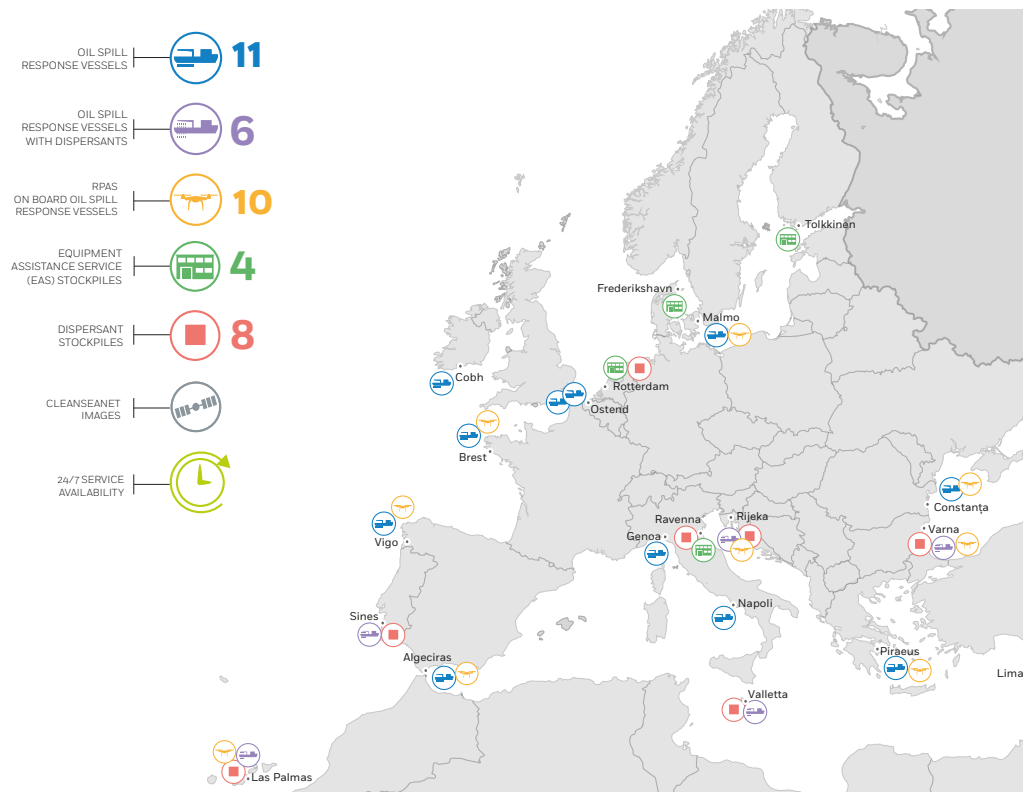 OIL SPILL
RESPONSE VESSELS
11
OIL SPILL
RESPONSE VESSELS
WITH DISPERSANTS
6
RPAS
ON BOARD OIL SPILL
RESPONSE VESSELS
10
EQUIPMENT
ASSISTANCE SERVICE
(EAS) STOCKPILES
4
DISPERSANT
STOCKPILES
8
CLEANSEANET
IMAGES
24/7 SERVICE
AVAILABILITY
Tolkkinen
Frederikshavn
Malmo
Cobh
Rotterdam
Ostend
Brest
Constanța
Ravenna
Rijeka
Varna
Genoa
Vigo
Napoli
Sines
Algeciras
Piraeus
Lima
Valletta
Las Palmas